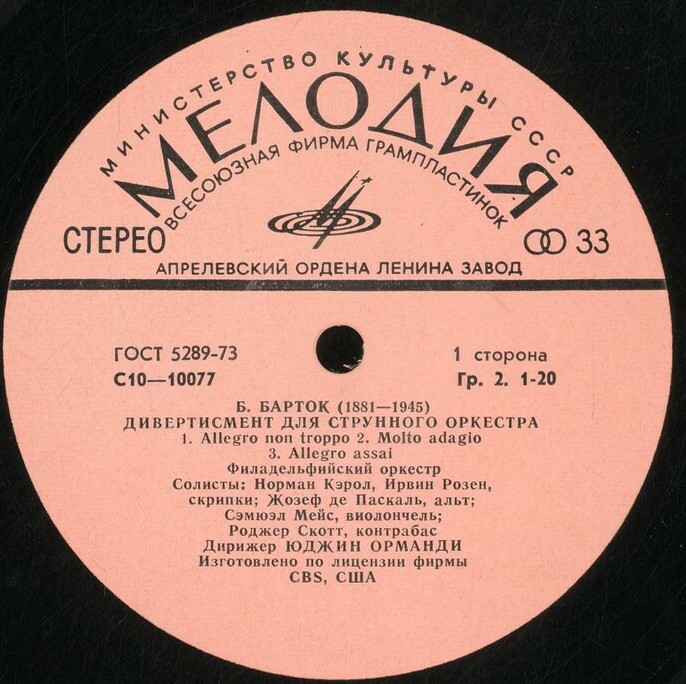 МИНИСТЕРСТВО КУЛЬТУРЫ СССР
МЕЛОДИЯ
ВСЕСОЮЗНАЯ ФИРМА ГРАМПЛАСТИНОК
СТЕРЕО
33
АПРЕЛЕВСКИЙ ОРДЕНА ЛЕНИНА ЗАВОД
ГОСТ 5289-73
1 сторона
С10—10077
Гр. 2. 1-20
Б. БАРТОК (1881—1945)
ДИВЕРТИСМЕНТ ДЛЯ СТРУННОГО ОРКЕСТРА
1. Allegro non troppo 2. Molto adagio
3. Allegro assai
Филадельфийский оркестр
Солисты: Норман Кэрол, Ирвин Розен,
скрипки; Жозеф де Паскаль, альт;
Сэмюэл Мейс, виолончель;
Роджер Скотт, контрабас
Дирижер ЮДЖИН ОРМАНДИ
Изготовлено по лицензии фирмы
CBS, США